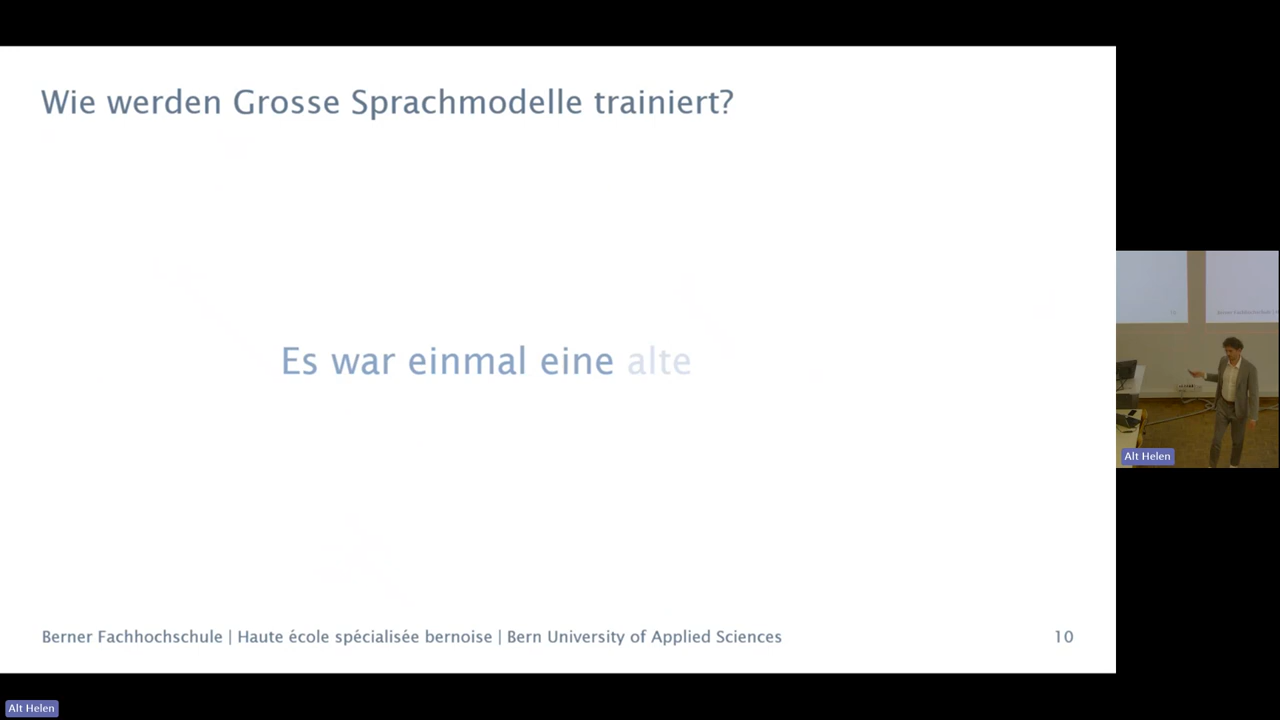 Wie werden Grosse Sprachmodelle trainiert?
Es war einmal eine alte
Berner Fachhochschule | Haute école spécialisée bernoise | Bern University of Applied Sciences
10
Alt Helen
Alt Helen